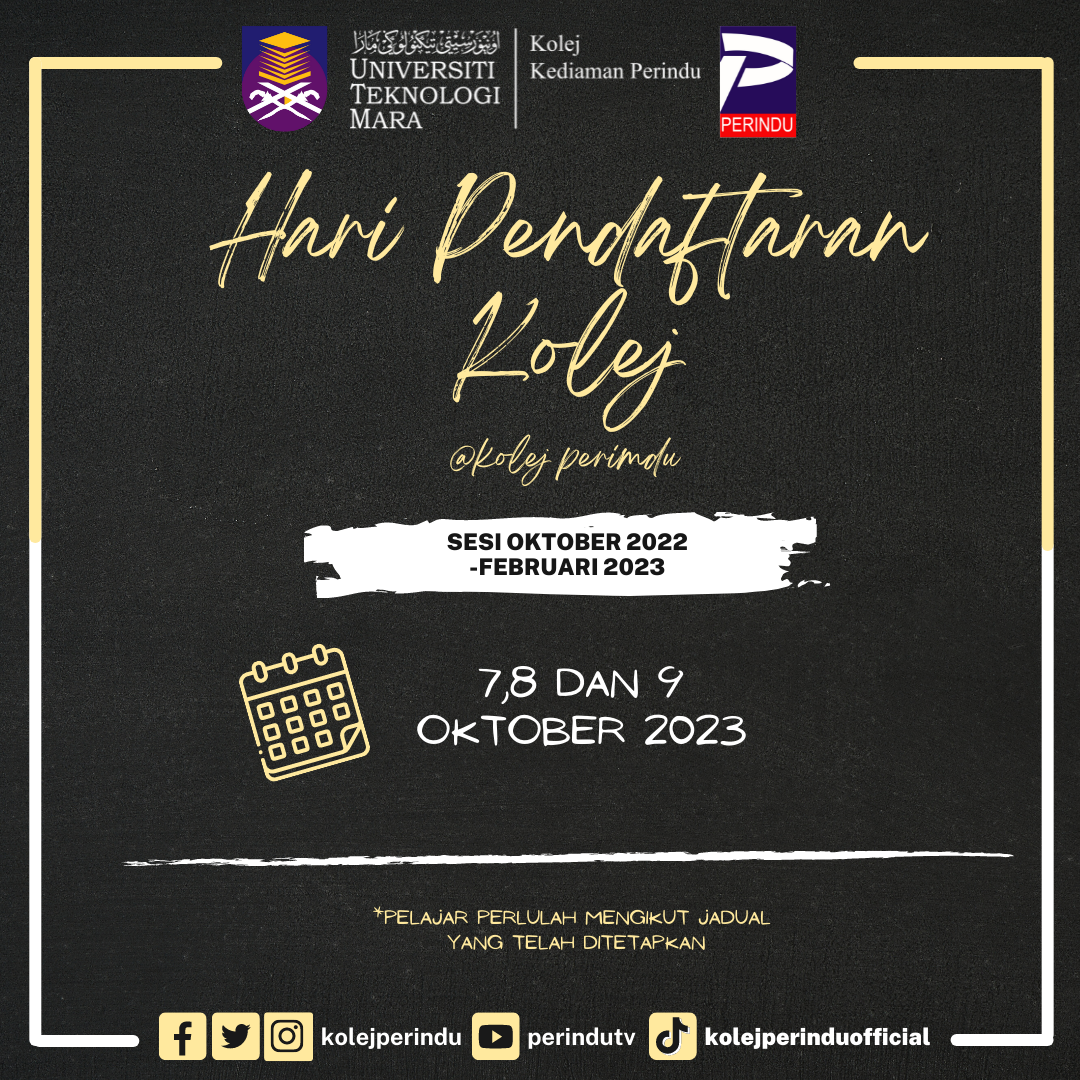 اونيۏرسيتي تيكنولوݢي مارا
UNIVERSITI
TEKNOLOGI
MARA
Kolej
Kediaman Perindu
PERINDU
Hari Pendaftaran
Kolej
@kolej perimdu
SESI OKTOBER 2022
-FEBRUARI 2023
7,8 DAN 9
OKTOBER 2023
*PELAJAR PERLULAH MENGIKUT JADUAL
YANG TELAH DITETAPKAN
kolejperindu perindutv kolejperinduofficial